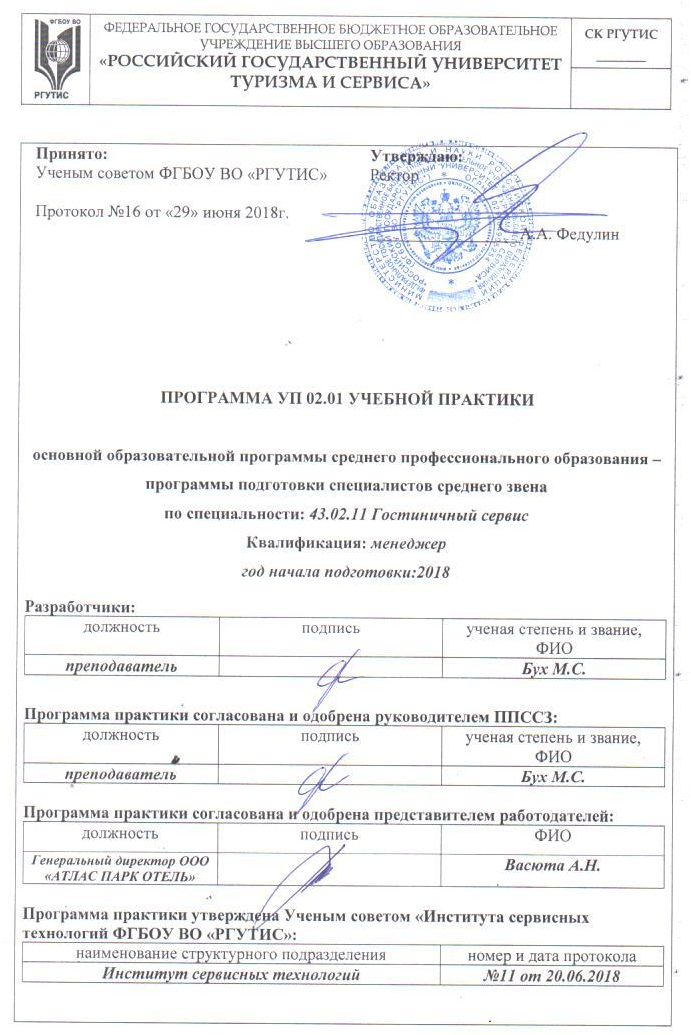 ФГБОУ ВО
РГУТИС
ФЕДЕРАЛЬНОЕ ГОСУДАРСТВЕННОЕ БЮДЖЕТНОЕ ОБРАЗОВАТЕЛЬНОЕ
УЧРЕЖДЕНИЕ ВЫСШЕГО ОБРАЗОВАНИЯ
«РОССИЙСКИЙ ГОСУДАРСТВЕННЫЙ УНИВЕРСИТЕТ
ТУРИЗМА И СЕРВИСА»
СК РГУТИС
Принято:
Ученым советом ФГБОУ ВО «РГУТИС»
Протокол №16 от «29» июня 2018г.
Утверждаю:
Ректор
А.А. Федулин
ПРОГРАММА УП 02.01 УЧЕБНОЙ ПРАКТИКИ
основной образовательной программы среднего профессионального образования –
программы подготовки специалистов среднего звена
по специальности: 43.02.11 Гостиничный сервис
Квалификация: менеджер
год начала подготовки:2018
Разработчики:
должность подпись ученая степень и звание,
ФИО
преподаватель Бух М.С.
Программа практики согласована и одобрена руководителем ППССЗ:
должность подпись ученая степень и звание,
ФИО
преподаватель Бух М.С.
Программа практики согласована и одобрена представителем работодателей:
должность подпись ФИО
Генеральный директор ООО
«АТЛАС ПАРК ОТЕЛЬ»
Васюта А.Н.
Программа практики утверждена Ученым советом «Института сервисных
технологий ФГБОУ ВО «РГУТИС»:
наименование структурного подразделения номер и дата протокола
Институт сервисных технологий №11 от 20.06.2018